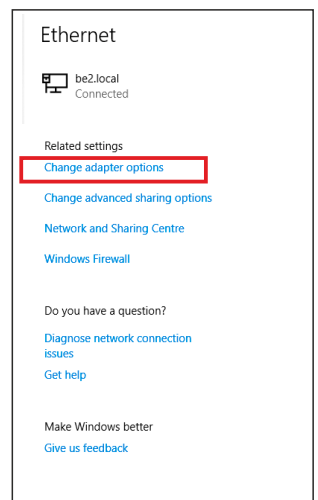 Ethernet
be2.local
Connected
Related settings
Change adapter options
Change advanced sharing options
Network and Sharing Centre
Windows Firewall
Do you have a question?
Diagnose network connection
issues
Get help
Make Windows better
Give us feedback